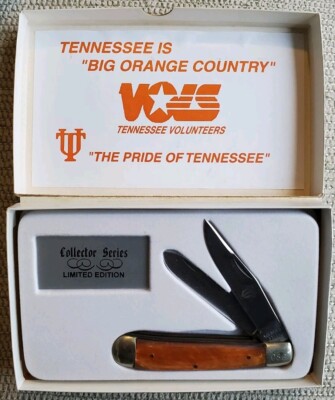 TENNESSEE IS
"BIG ORANGE COUNTRY"
VOLS
TENNESSEE VOLUNTEERS
UT
"THE PRIDE OF TENNESSEE"
Collector Series
LIMITED EDITION